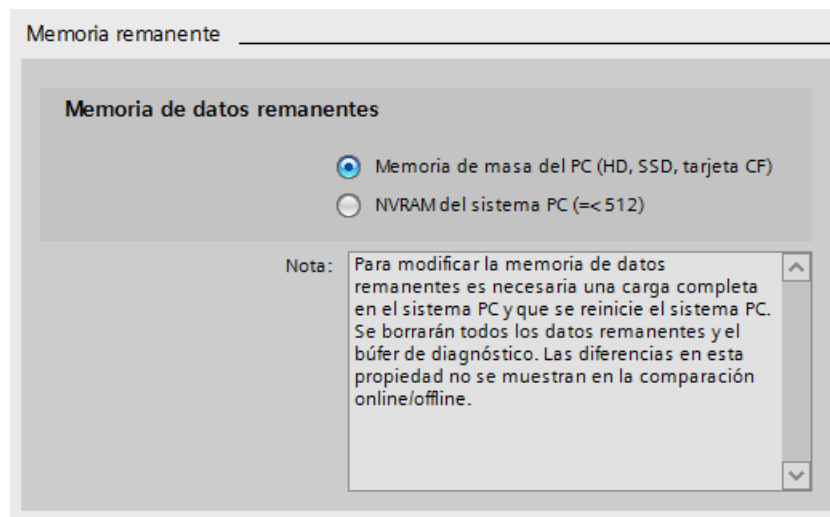 Memoria remanente
Memoria de datos remanentes
Memoria de masa del PC (HD, SSD, tarjeta CF)
NVRAM del sistema PC (=<512)
Nota: Para modificar la memoria de datos
remanentes es necesaria una carga completa
en el sistema PC y que se reinicie el sistema PC.
Se borrarán todos los datos remanentes y el
búfer de diagnóstico. Las diferencias en esta
propiedad no se muestran en la comparación
online/offline.